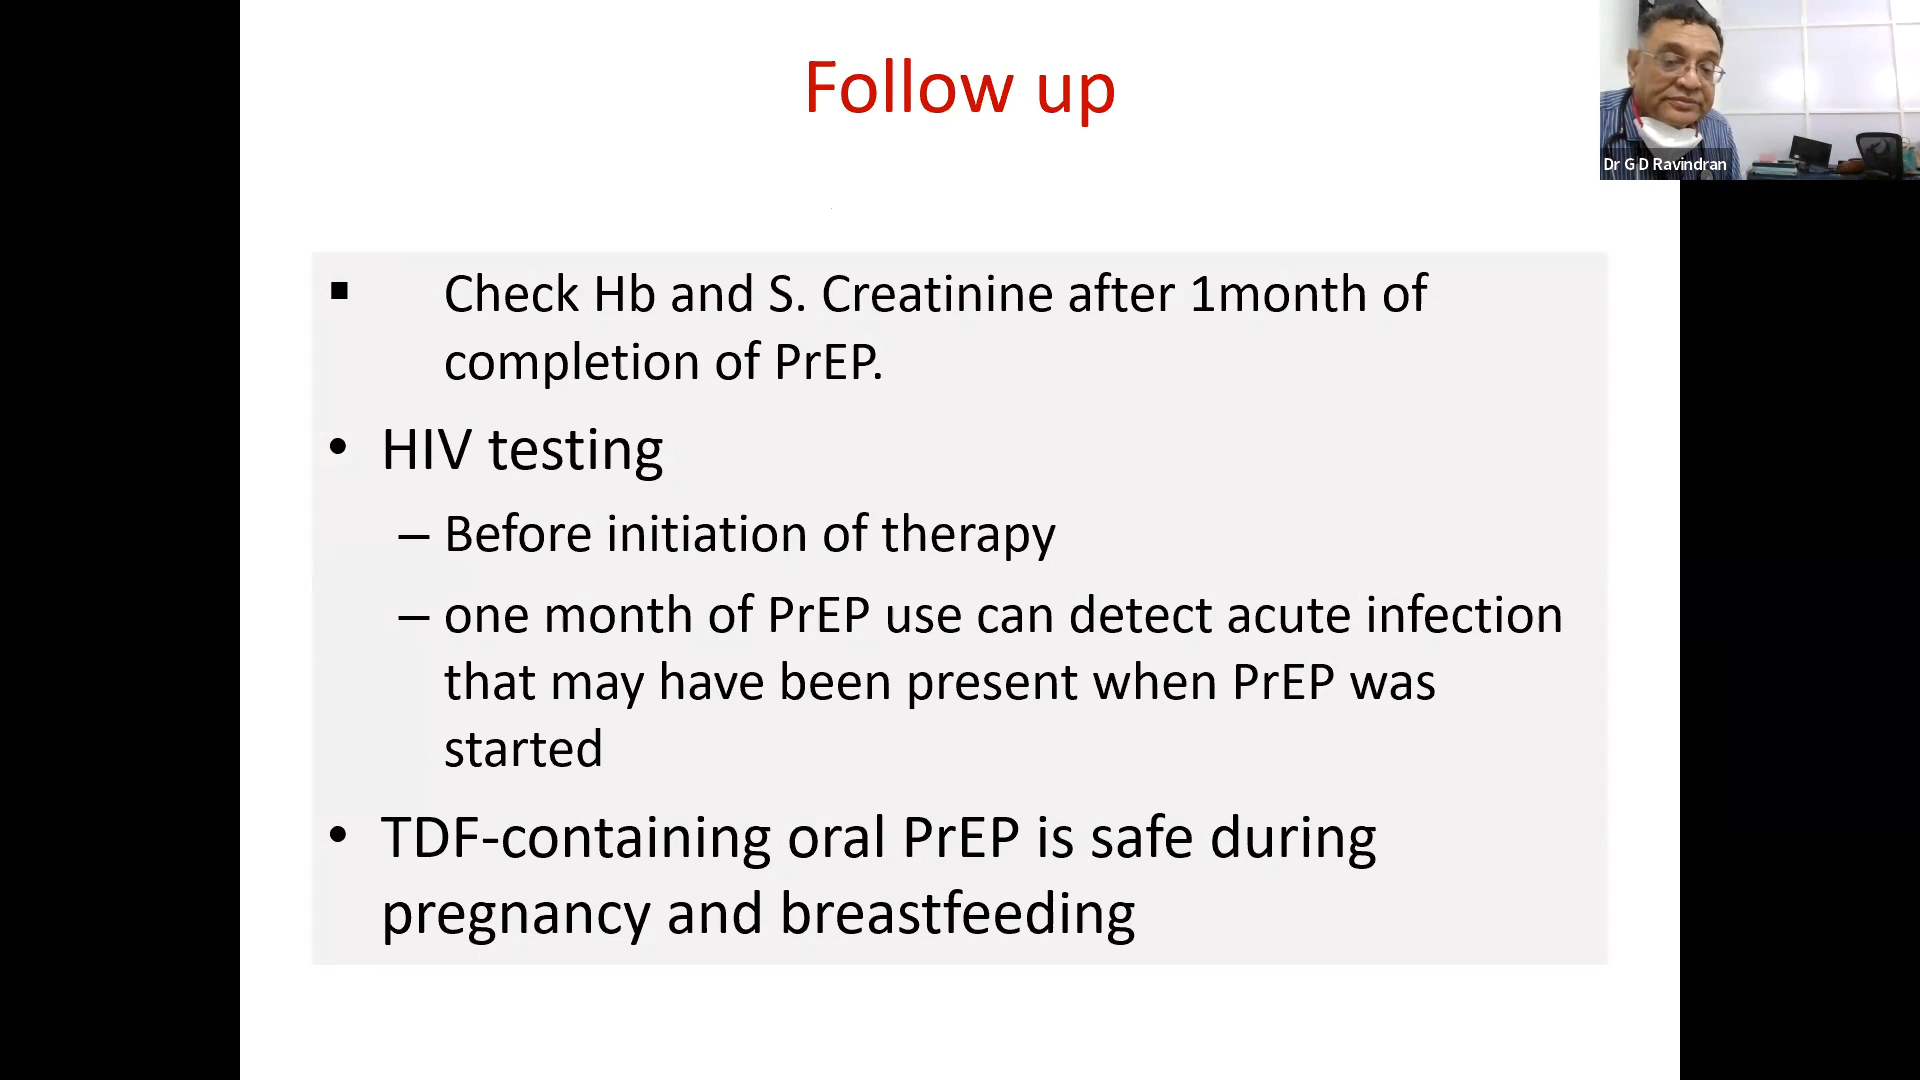 Follow up
Dr G D Ravindran
▪ Check Hb and S. Creatinine after 1month of
completion of PrEP.
• HIV testing
– Before initiation of therapy
– one month of PrEP use can detect acute infection
that may have been present when PrEP was
started
• TDF-containing oral PrEP is safe during
pregnancy and breastfeeding